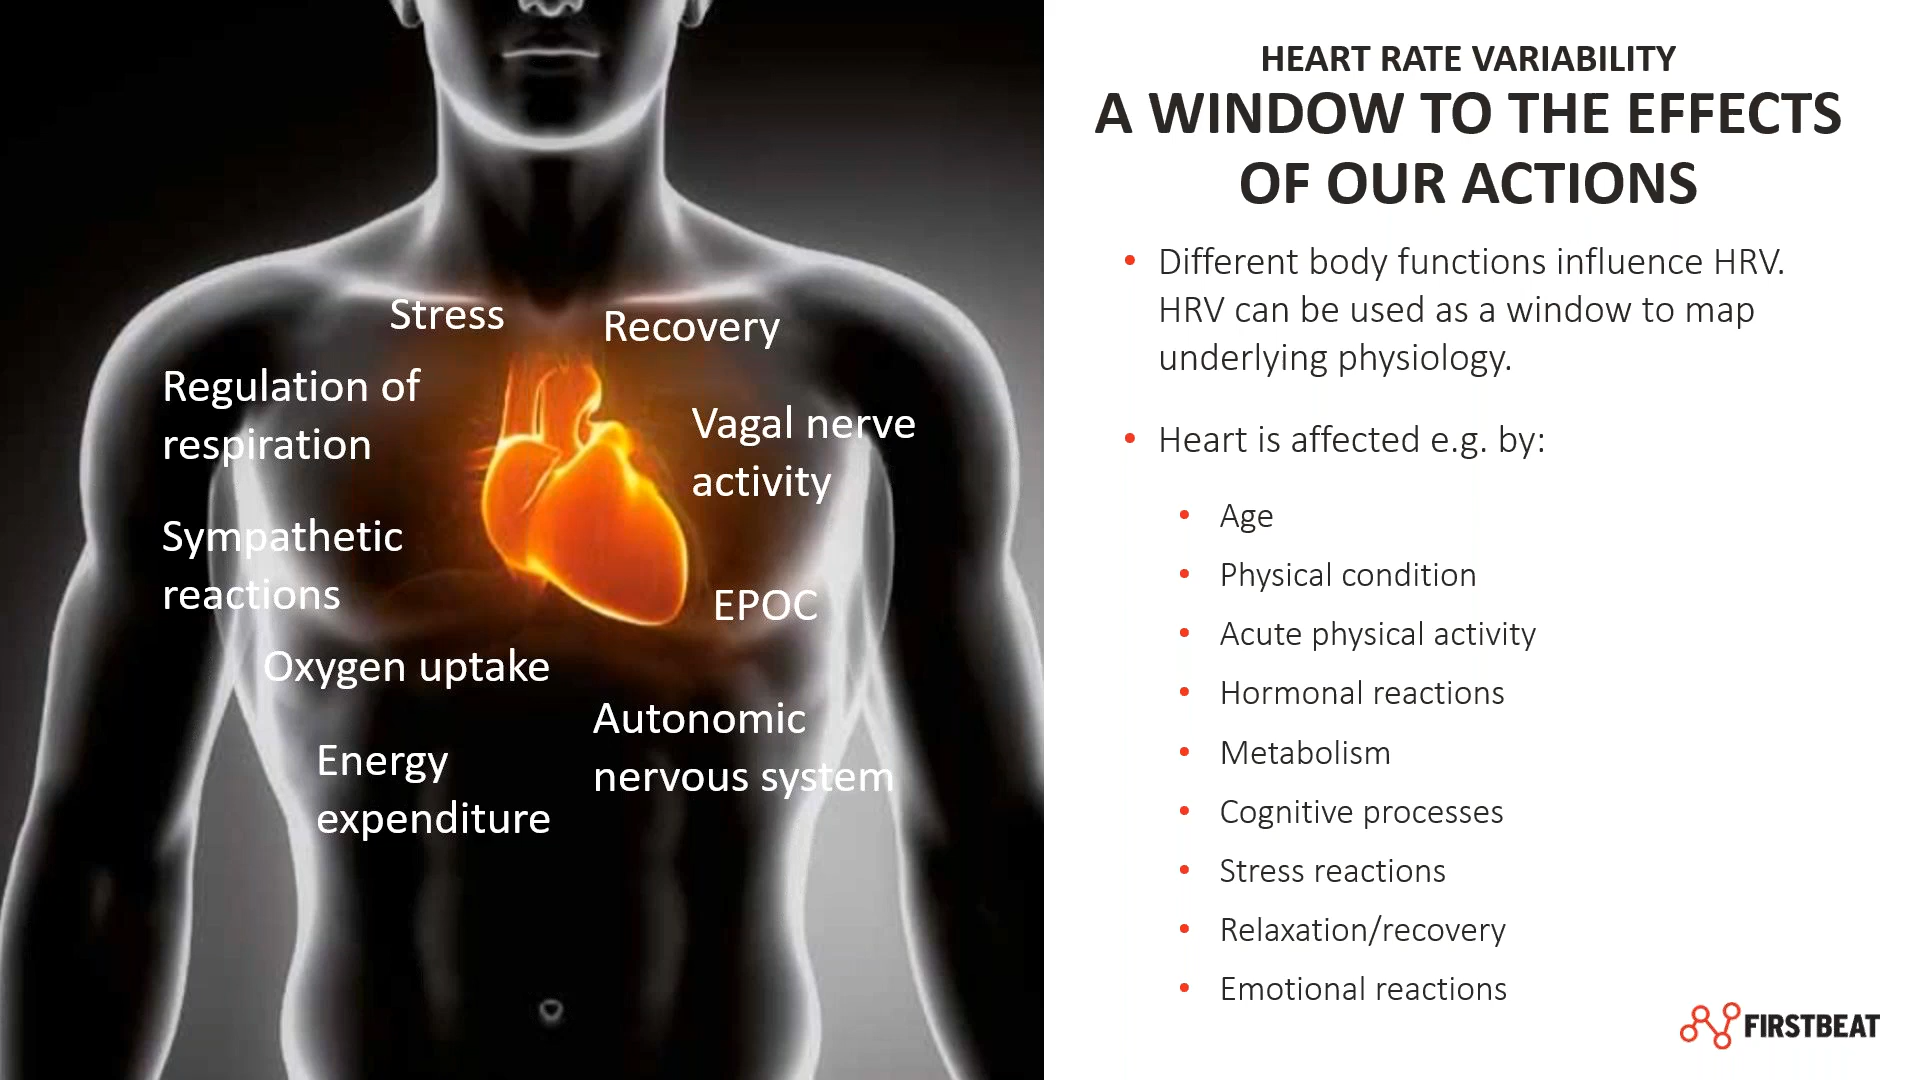 Stress
Recovery
Regulation of
respiration
Vagal nerve
activity
Sympathetic
reactions
EPOC
Oxygen uptake
Autonomic
nervous system
Energy
expenditure
HEART RATE VARIABILITY
A WINDOW TO THE EFFECTS
OF OUR ACTIONS
• Different body functions influence HRV.
HRV can be used as a window to map
underlying physiology.
• Heart is affected e.g. by:
• Age
• Physical condition
• Acute physical activity
• Hormonal reactions
• Metabolism
• Cognitive processes
• Stress reactions
• Relaxation/recovery
• Emotional reactions
FIRSTBEAT